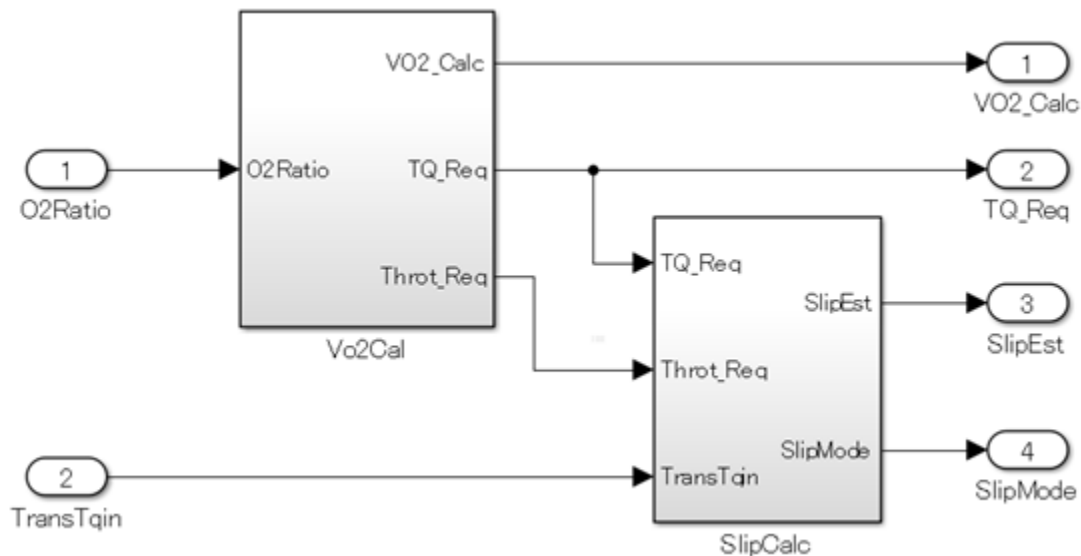 VO2_Calc
1
VO2_Calc
1
O2Ratio
O2Ratio
TQ_Req
2
TQ_Req
TQ_Req
Throt_Req
SlipEst
3
SlipEst
Vo2Cal
Throt_Req
SlipMode
4
SlipMode
2
TransTqin
TransTqin
SlipCalc